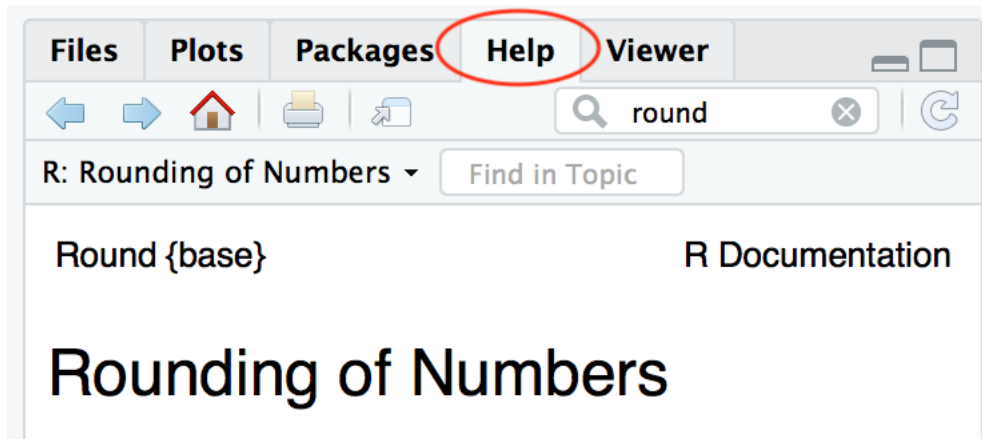 Files Plots Packages Help Viewer
round
R: Rounding of Numbers Find in Topic
Round {base} R Documentation
Rounding of Numbers